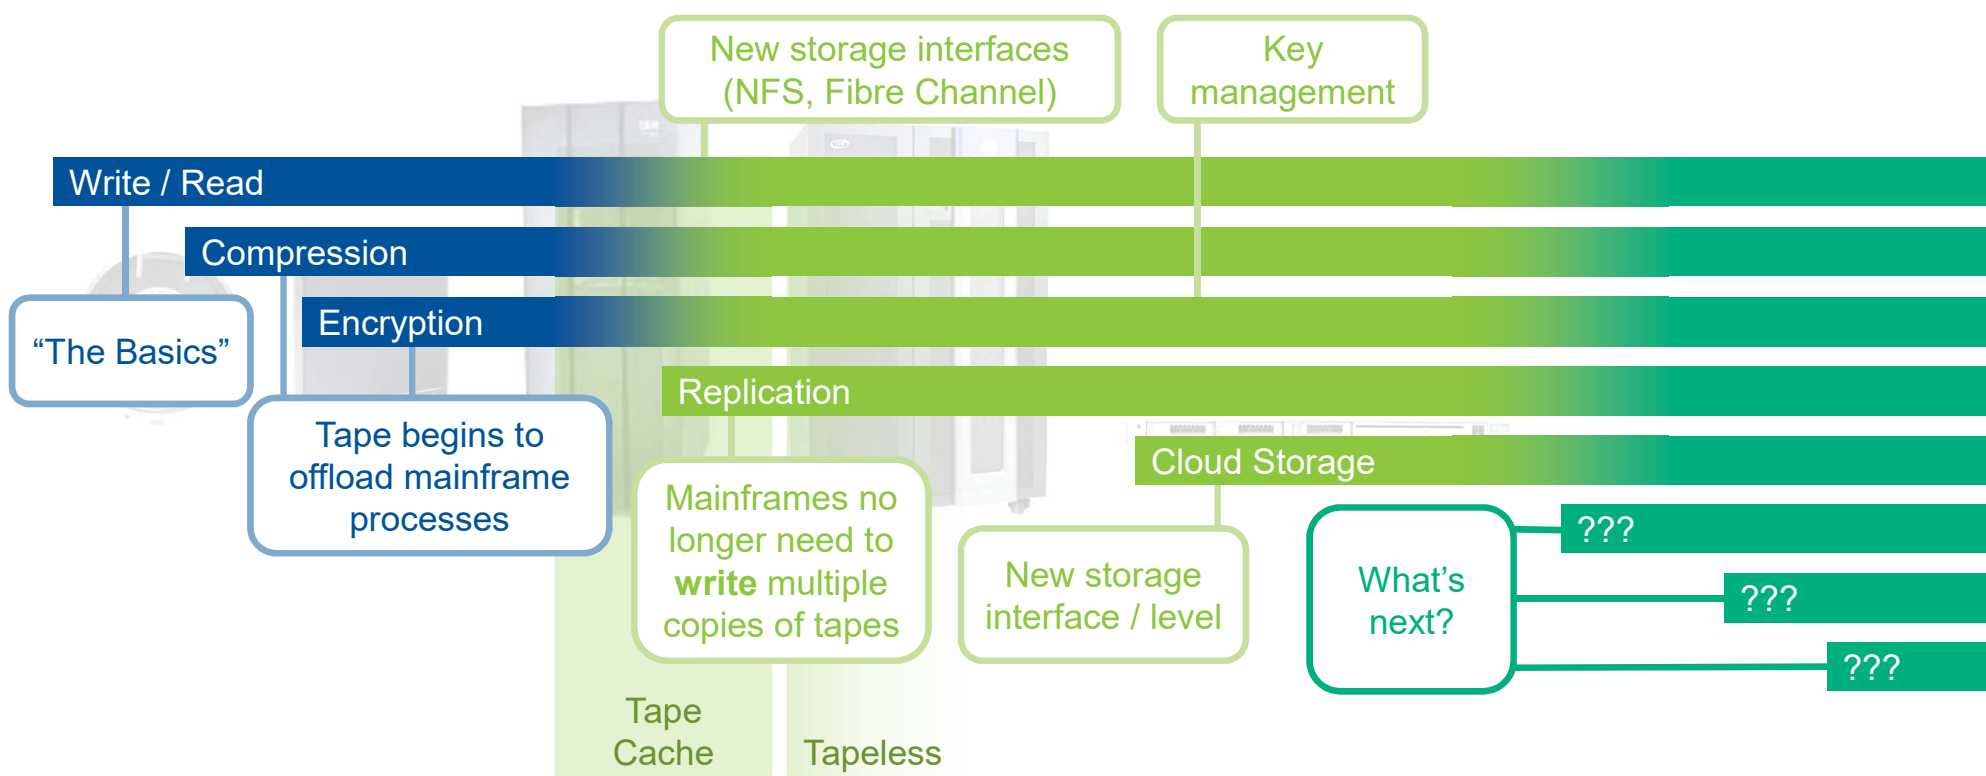 New storage interfaces
(NFS, Fibre Channel)
Key
management
Write / Read
Compression
Encryption
“The Basics”
Replication
Tape begins to
offload mainframe
processes
Cloud Storage
Mainframes no
longer need to
write multiple
copies of tapes
New storage
interface / level
What’s
next?
???
???
???
Tape
Cache
Tapeless